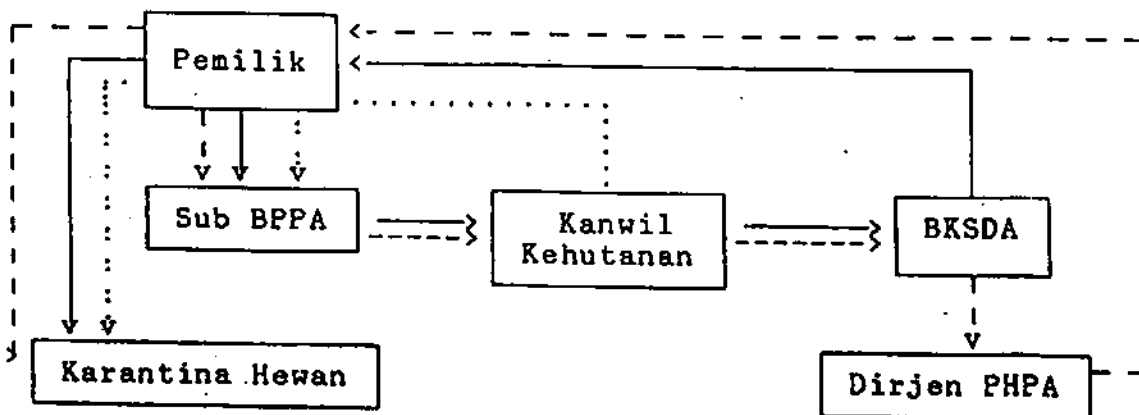 Pemilik
Sub BPPA
Kanwil
Kehutanan
BKSDA
Karantina Hewan
Dirjen PHPA